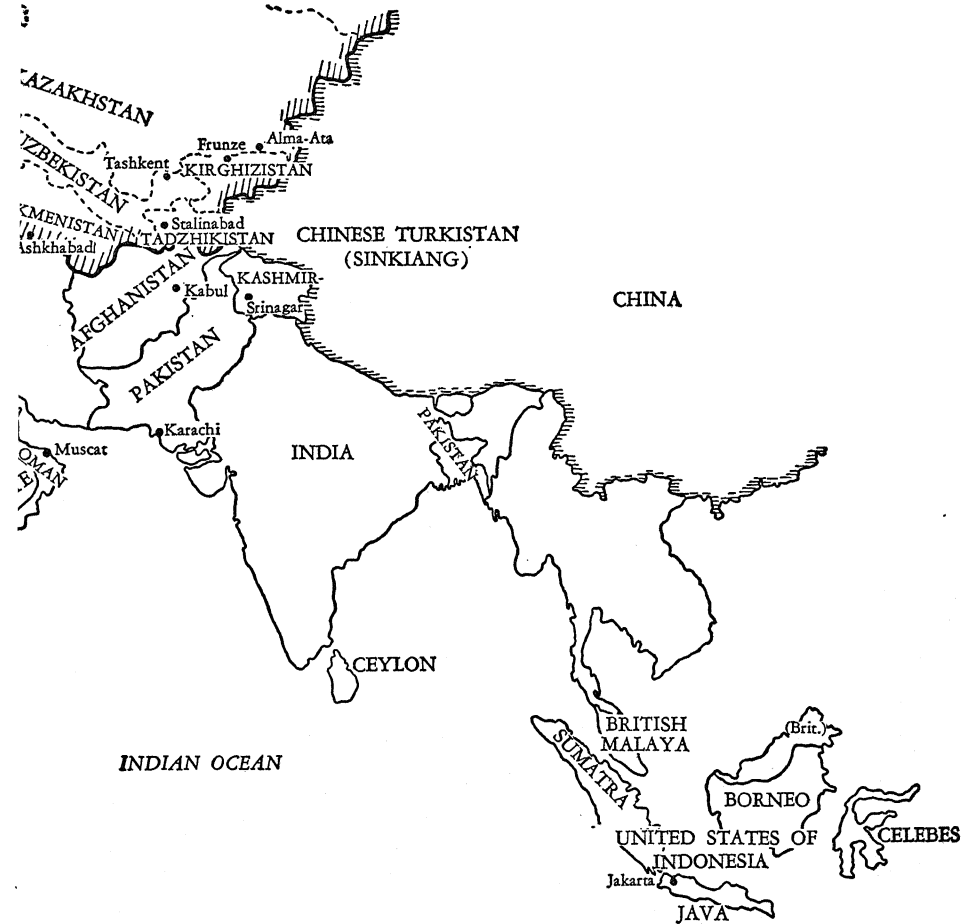 KAZAKHSTAN
Alma-Ata
Frunze
UZBEKISTAN
Tashkent
KIRGHIZISTAN
KMENISTAN
Stalinabad
Ashkhabad
TADZHIKISTAN
CHINESE TURKISTAN
(SINKIANG)
AFGHANISTAN
KASHMIR
Kabul
Srinagar
CHINA
PAKISTAN
PAKISTAN
Karachi
Muscat
INDIA
OMAN
LE
CEYLON
BRITISH
MALAYA
(Brit.)
SUMATRA
INDIAN OCEAN
BORNEO
UNITED STATES OF
INDONESIA
CELEBES
Jakarta
JAVA